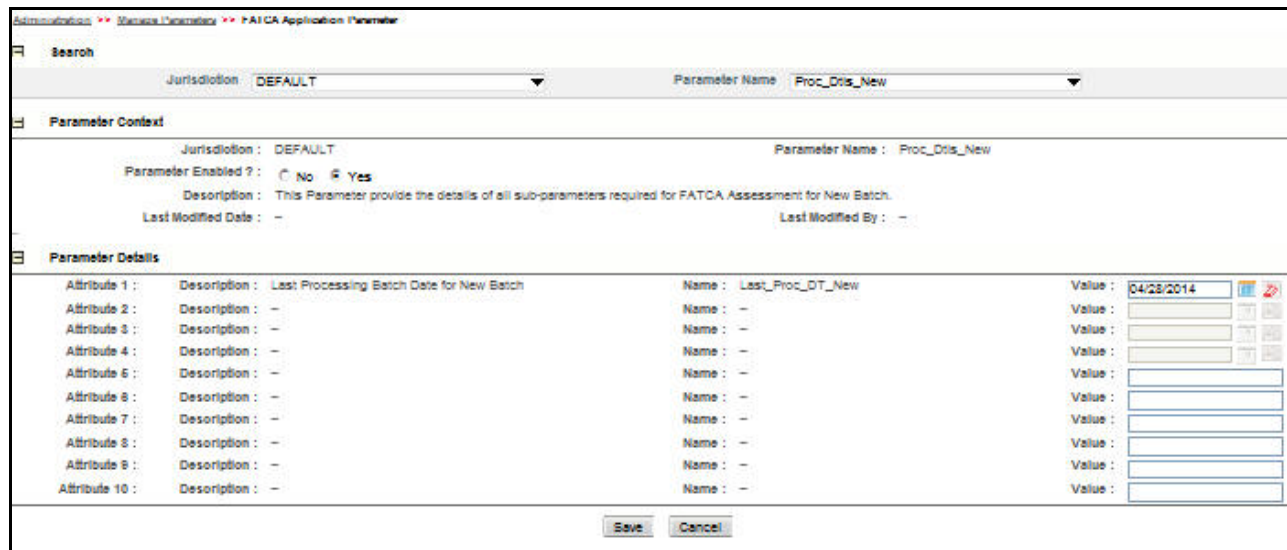 Administration >> Manage Parameters >> FATCA Application Parameter
Search
Jurisdiction DEFAULT Parameter Name Proc_Dtls_New
Parameter Context
Jurisdiction : DEFAULT Parameter Name : Proc_Dtls_New
Parameter Enabled ? : No Yes
Description : This Parameter provide the details of all sub-parameters required for FATCA Assessment for New Batch.
Last Modified Date : – Last Modified By : –
Parameter Details
Attribute 1 : Description : Last Processing Batch Date for New Batch Name : Last_Proc_DT_New Value : 04/28/2014
Attribute 2 : Description : – Name : – Value :
Attribute 3 : Description : – Name : – Value :
Attribute 4 : Description : – Name : – Value :
Attribute 5 : Description : – Name : – Value :
Attribute 6 : Description : – Name : – Value :
Attribute 7 : Description : – Name : – Value :
Attribute 8 : Description : – Name : – Value :
Attribute 9 : Description : – Name : – Value :
Attribute 10 : Description : – Name : – Value :
Save Cancel